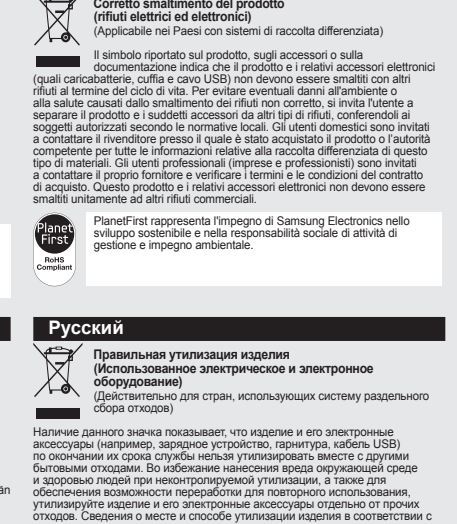 Corretto smaltimento del prodotto
(rifiuti elettrici ed elettronici)
(Applicabile nei Paesi con sistemi di raccolta differenziata)
Il simbolo riportato sul prodotto, sugli accessori o sulla
documentazione indica che il prodotto e i relativi accessori elettronici
(quali caricabatterie, cuffia e cavo USB) non devono essere smaltiti con altri
rifiuti al termine del ciclo di vita. Per evitare eventuali danni all'ambiente o
alla salute causati dallo smaltimento dei rifiuti non corretto, si invita l'utente a
separare il prodotto e i suddetti accessori da altri tipi di rifiuti, conferendoli ai
soggetti autorizzati secondo le normative locali. Gli utenti domestici sono invitati
a contattare il rivenditore presso il quale è stato acquistato il prodotto o l'autorità
competente per tutte le informazioni relative alla raccolta differenziata di questo
tipo di materiali. Gli utenti professionali (imprese e professionisti) sono invitati
a contattare il proprio fornitore e verificare i termini e le condizioni del contratto
di acquisto. Questo prodotto e i relativi accessori elettronici non devono essere
smaltiti unitamente ad altri rifiuti commerciali.
Planet
First
RoHS
Compliant
PlanetFirst rappresenta l'impegno di Samsung Electronics nello
sviluppo sostenibile e nella responsabilità sociale di attività di
gestione e impegno ambientale.
Русский
Правильная утилизация изделия
(Использованное электрическое и электронное
оборудование)
(Действительно для стран, использующих систему раздельного
сбора отходов)
Наличие данного значка показывает, что изделие и его электронные
аксессуары (например, зарядное устройство, гарнитура, кабель USB)
по окончании их срока службы нельзя утилизировать вместе с другими
бытовыми отходами. Во избежание нанесения вреда окружающей среде
и здоровью людей при неконтролируемой утилизации, а также для
обеспечения возможности переработки для повторного использования,
утилизируйте изделие и его электронные аксессуары отдельно от прочих
отходов. Сведения о месте и способе утилизации изделия в соответствии с